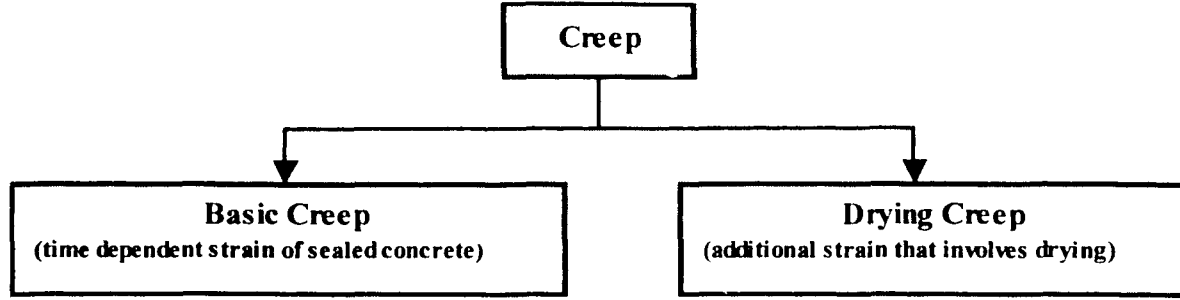 Creep
Basic Creep
(time dependent strain of sealed concrete)
Drying Creep
(additional strain that involves drying)